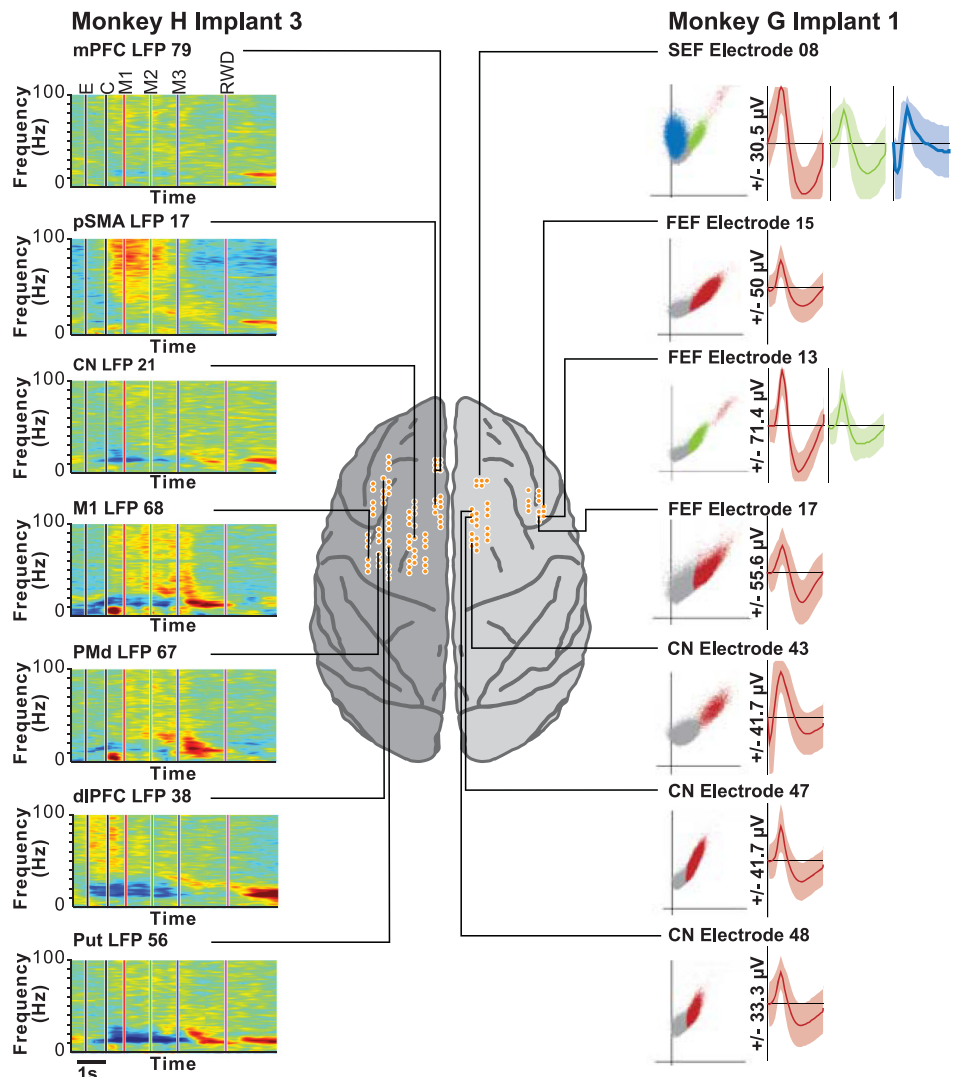 Monkey H Implant 3
mPFC LFP 79
E
C
M1
M2
M3
RWD
100
Frequency
(Hz)
0
Time
pSMA LFP 17
100
Frequency
(Hz)
0
Time
CN LFP 21
100
Frequency
(Hz)
0
Time
M1 LFP 68
100
Frequency
(Hz)
0
Time
PMd LFP 67
100
Frequency
(Hz)
0
Time
dlPFC LFP 38
100
Frequency
(Hz)
0
Time
Put LFP 56
100
Frequency
(Hz)
0
Time
1s
Monkey G Implant 1
SEF Electrode 08
+/- 30.5 µV
FEF Electrode 15
+/- 50 µV
FEF Electrode 13
+/- 71.4 µV
FEF Electrode 17
+/- 55.6 µV
CN Electrode 43
+/- 41.7 µV
CN Electrode 47
+/- 41.7 µV
CN Electrode 48
+/- 33.3 µV